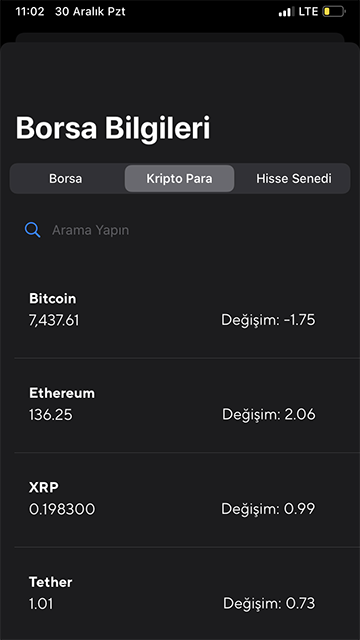 11:02 30 Aralık Pzt LTE
Borsa Bilgileri
Borsa Kripto Para Hisse Senedi
Arama Yapın
Bitcoin
7,437.61 Değişim: -1.75
Ethereum
136.25 Değişim: 2.06
XRP
0.198300 Değişim: 0.99
Tether
1.01 Değişim: 0.73